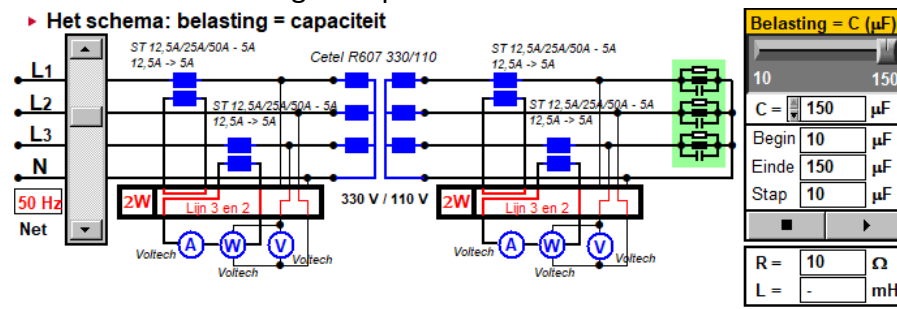 Het schema: belasting = capaciteit
ST 12,5A/25A/50A - 5A
12,5A -> 5A
Cetel R607 330/110
ST 12,5A/25A/50A - 5A
12,5A -> 5A
L1
L2
L3
N
50 Hz
Net
ST 12,5A/25A/50A - 5A
12,5A -> 5A
ST 12,5A/25A/50A - 5A
12,5A -> 5A
2W
Lijn 3 en 2
330 V / 110 V
2W
Lijn 3 en 2
A
W
V
Voltech
Voltech
Voltech
A
W
V
Voltech
Voltech
Voltech
Belasting = C (µF)
10 150
C = 150 µF
Begin 10 µF
Einde 150 µF
Stap 10 µF
R = 10 Ω
L = - mH